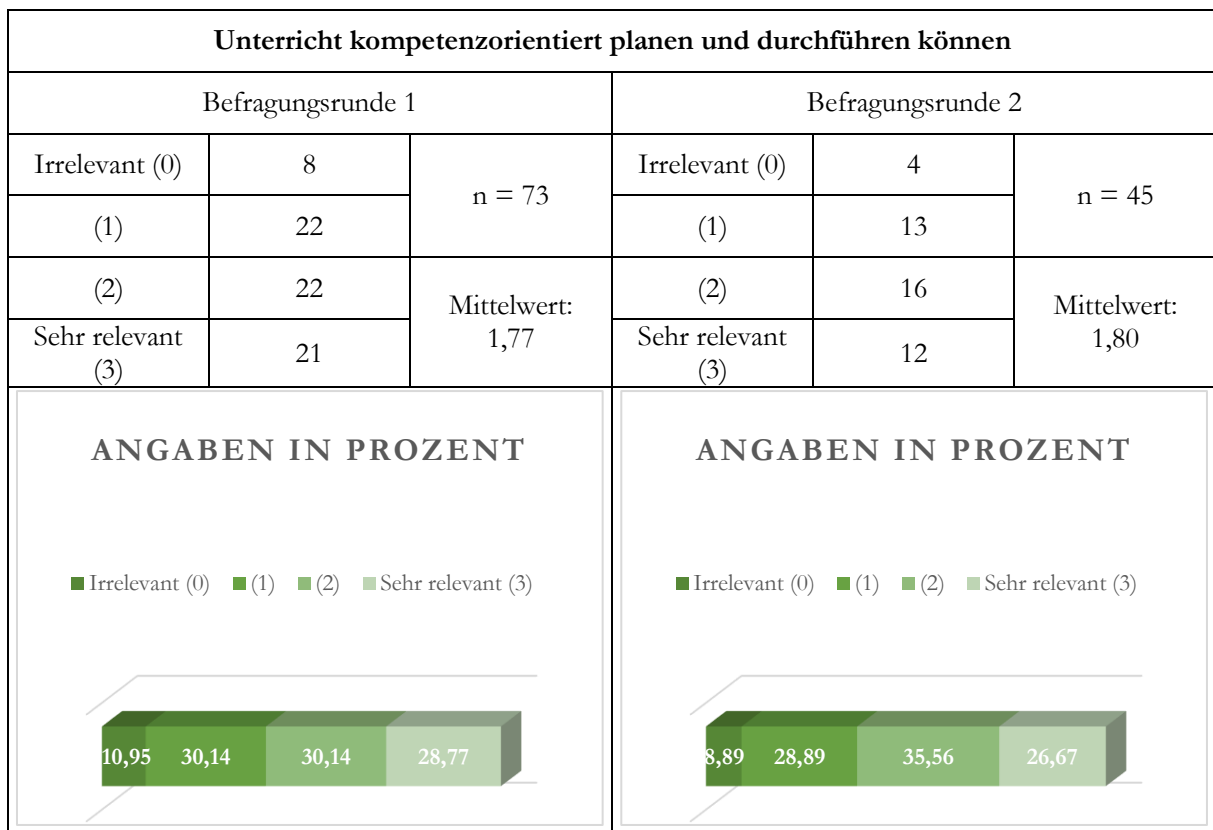 Unterricht kompetenzorientiert planen und durchführen können
Befragungsrunde 1
Befragungsrunde 2
Irrelevant (0)
8
n = 73
Irrelevant (0)
4
n = 45
(1)
22
(1)
13
(2)
22
Mittelwert:
1,77
(2)
16
Mittelwert:
1,80
Sehr relevant
(3)
21
Sehr relevant
(3)
12
ANGABEN IN PROZENT
Irrelevant (0) (1) (2) Sehr relevant (3)
10,95 30,14 30,14 28,77
ANGABEN IN PROZENT
Irrelevant (0) (1) (2) Sehr relevant (3)
8,89 28,89 35,56 26,67